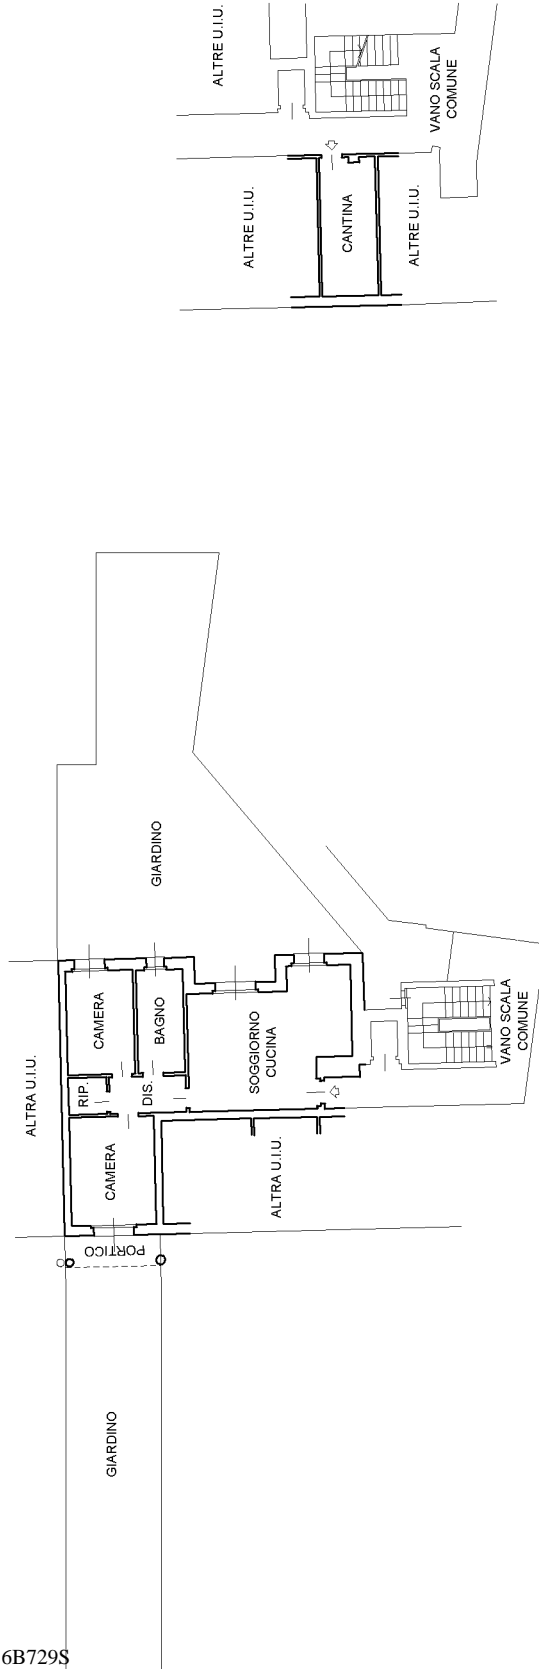 ALTRE U.I.U.
VANO SCALA
COMUNE
ALTRE U.I.U.
CANTINA
ALTRE U.I.U.
GIARDINO
CAMERA
BAGNO
SOGGIORNO
CUCINA
VANO SCALA
COMUNE
ALTRA U.I.U.
RIP.
DIS.
CAMERA
ALTRA U.I.U.
PORTICO
GIARDINO
6B729S